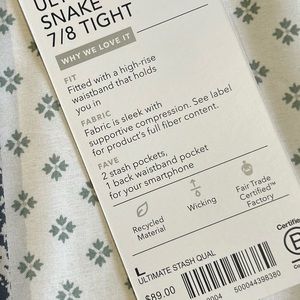 SNAKE
7/8 TIGHT
WHY WE LOVE IT
FIT
Fitted with a high-rise
waistband that holds
you in
FABRIC
Fabric is sleek with
supportive compression. See label
for product's full fiber content.
FAVE
2 stash pockets,
1 back waistband pocket
for your smartphone
Recycled
Material
Wicking
Fair Trade
Certified™
Factory
Certified
B
L
ULTIMATE STASH QUAL
$89.00
0004
500044398380